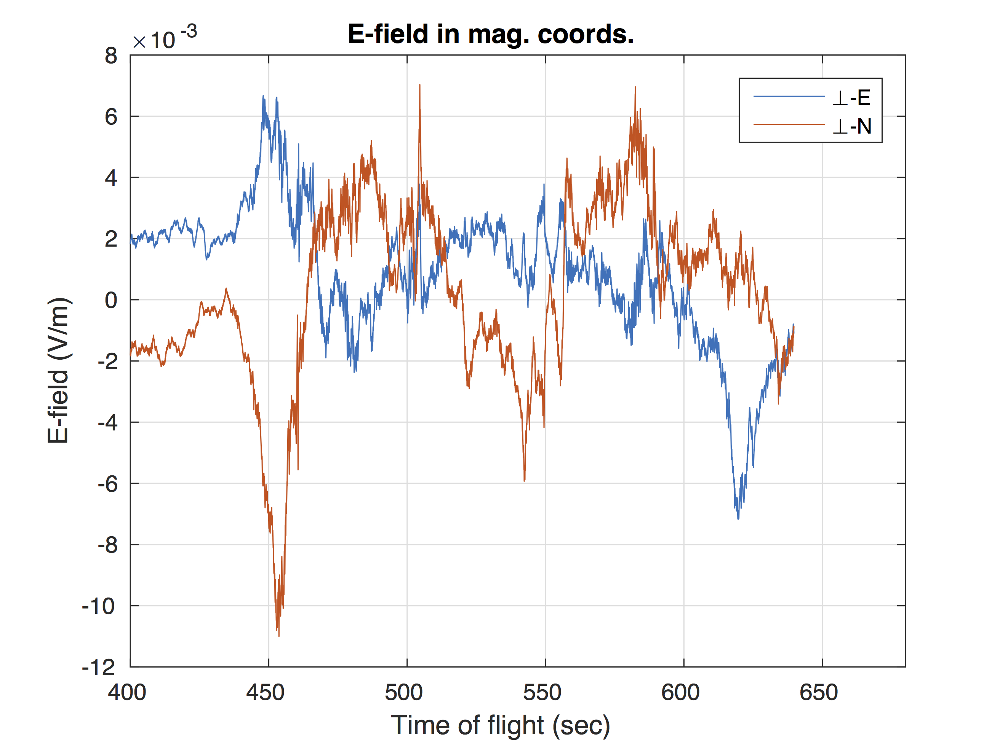 E-field in mag. coords.
×10 -3
8
6
4
2
0
-2
-4
-6
-8
-10
-12
E-field (V/m)
⊥-E
⊥-N
400 450 500 550 600 650
Time of flight (sec)